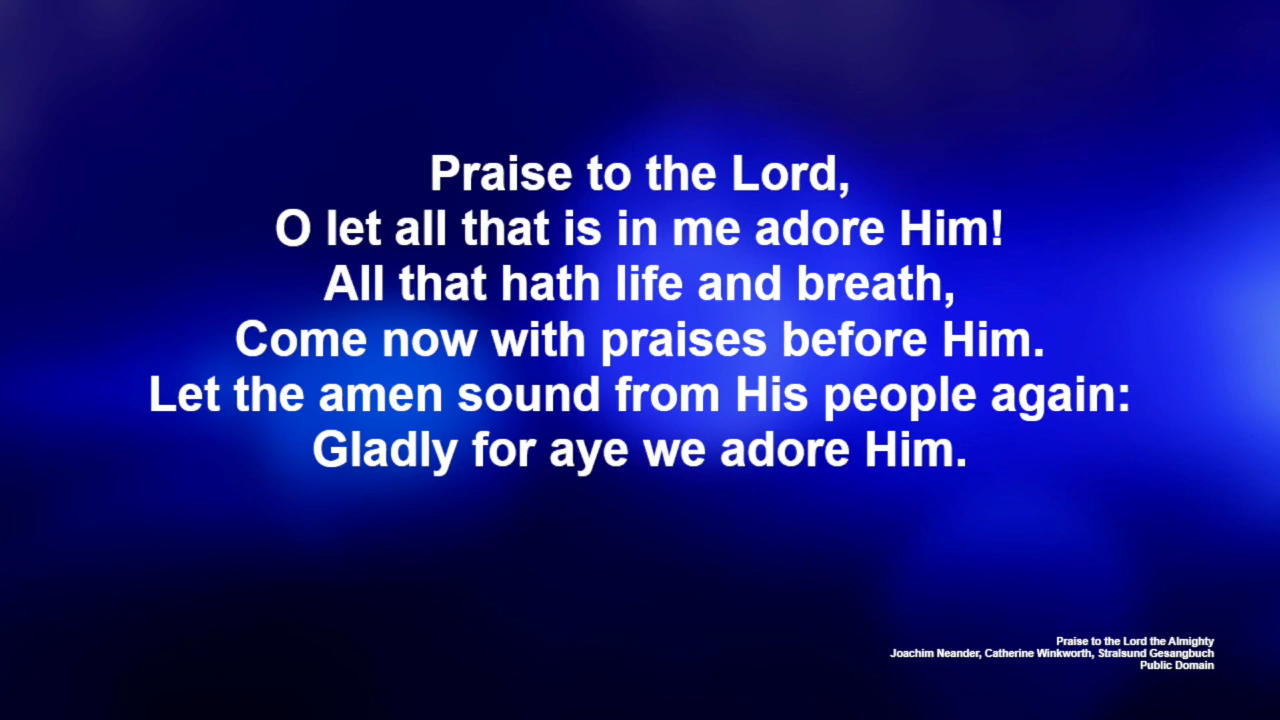 Praise to the Lord,
O let all that is in me adore Him!
All that hath life and breath,
Come now with praises before Him.
Let the amen sound from His people again:
Gladly for aye we adore Him.
Praise to the Lord the Almighty
Joachim Neander, Catherine Winkworth, Stralsund Gesangbuch
Public Domain